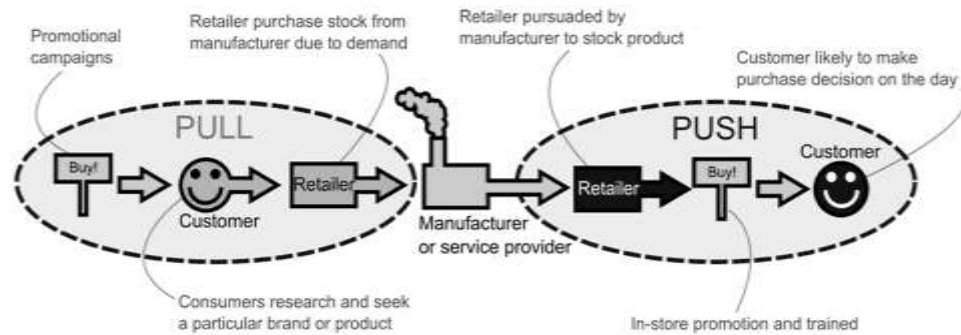 Promotional
campaigns
Retailer purchase stock from
manufacturer due to demand
Retailer pursuaded by
manufacturer to stock product
Customer likely to make
purchase decision on the day
PULL
Buy!
Customer
Retailer
Manufacturer
or service provider
PUSH
Retailer
Buy!
Customer
Consumers research and seek
a particular brand or product
In-store promotion and trained